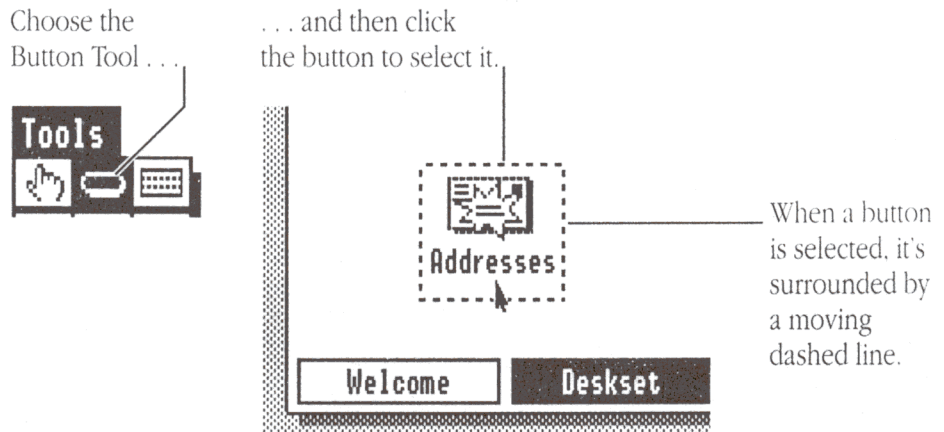 Choose the
Button Tool . . .
. . . and then click
the button to select it.
Tools
Addresses
When a button
is selected, it's
surrounded by
a moving
dashed line.
Welcome
Deskset